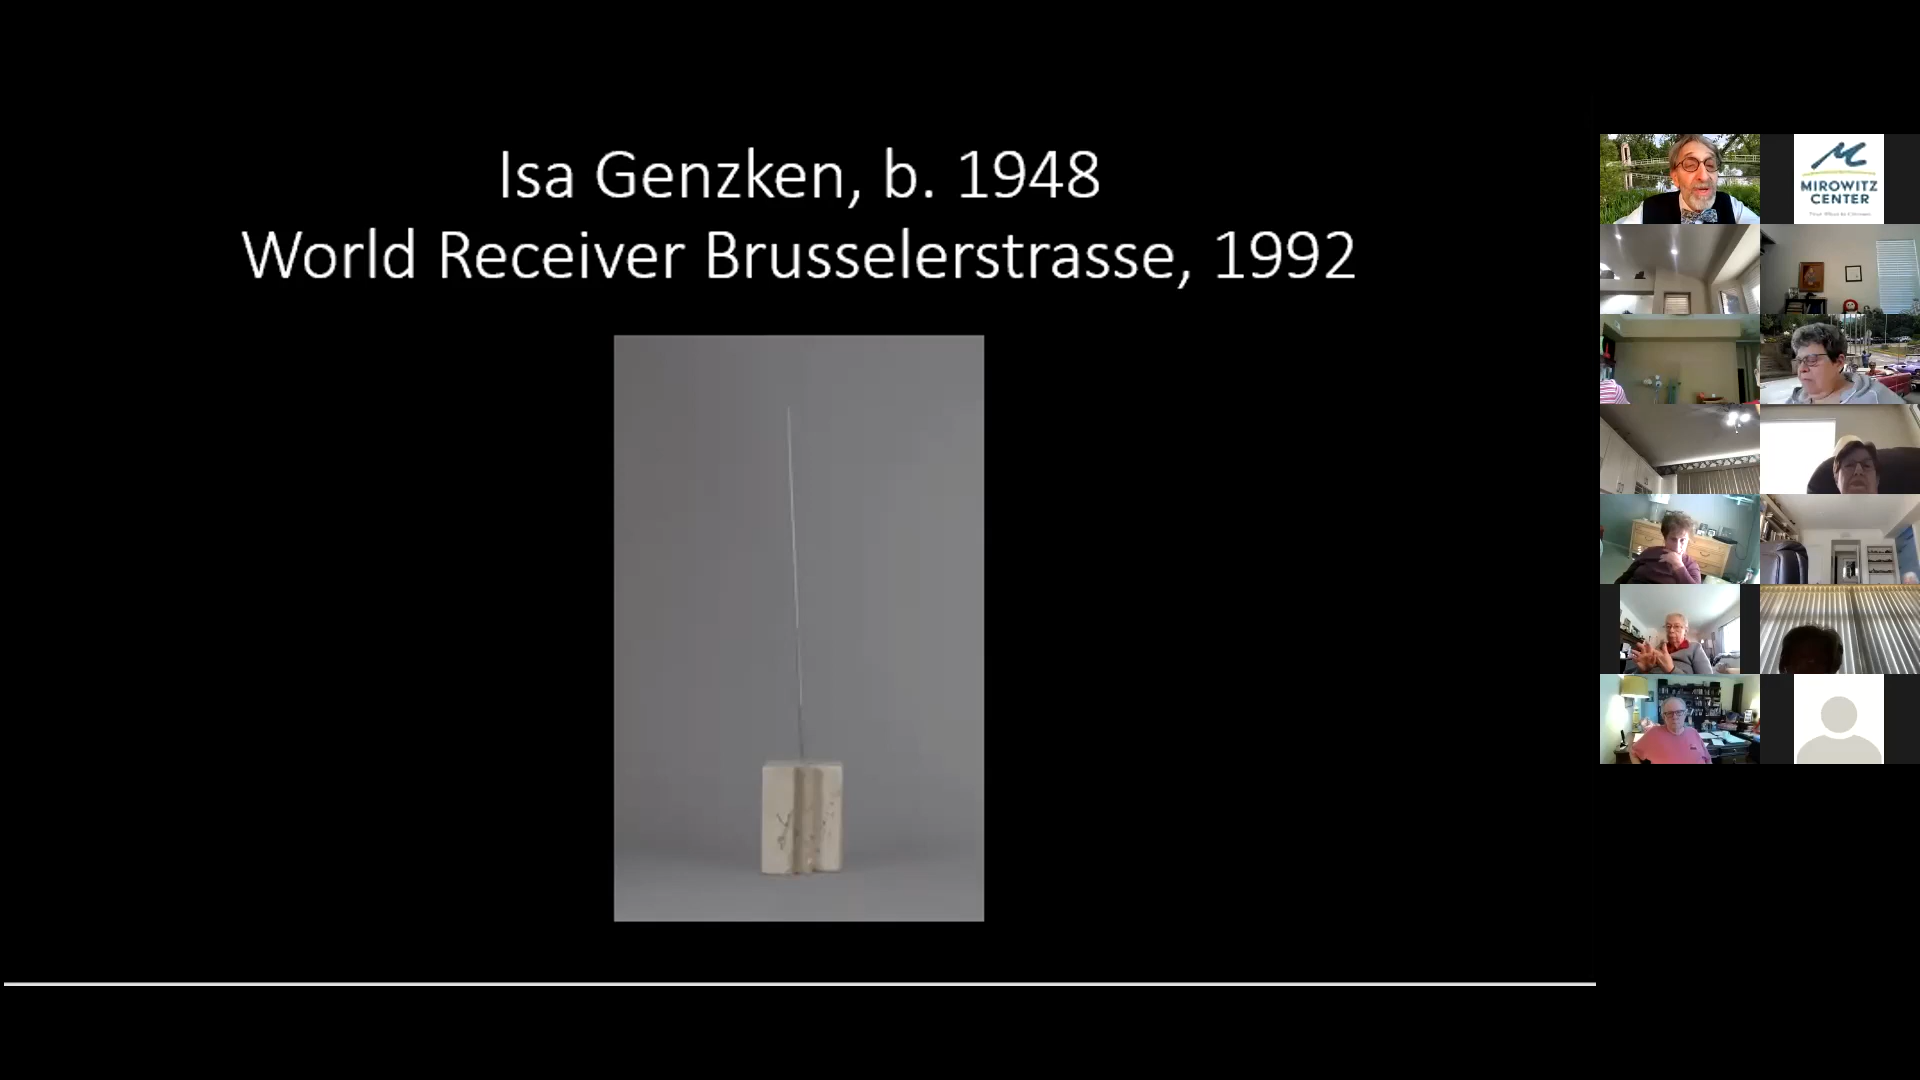 Isa Genzken, b. 1948
World Receiver Brusselerstrasse, 1992
MIROWITZ
CENTER